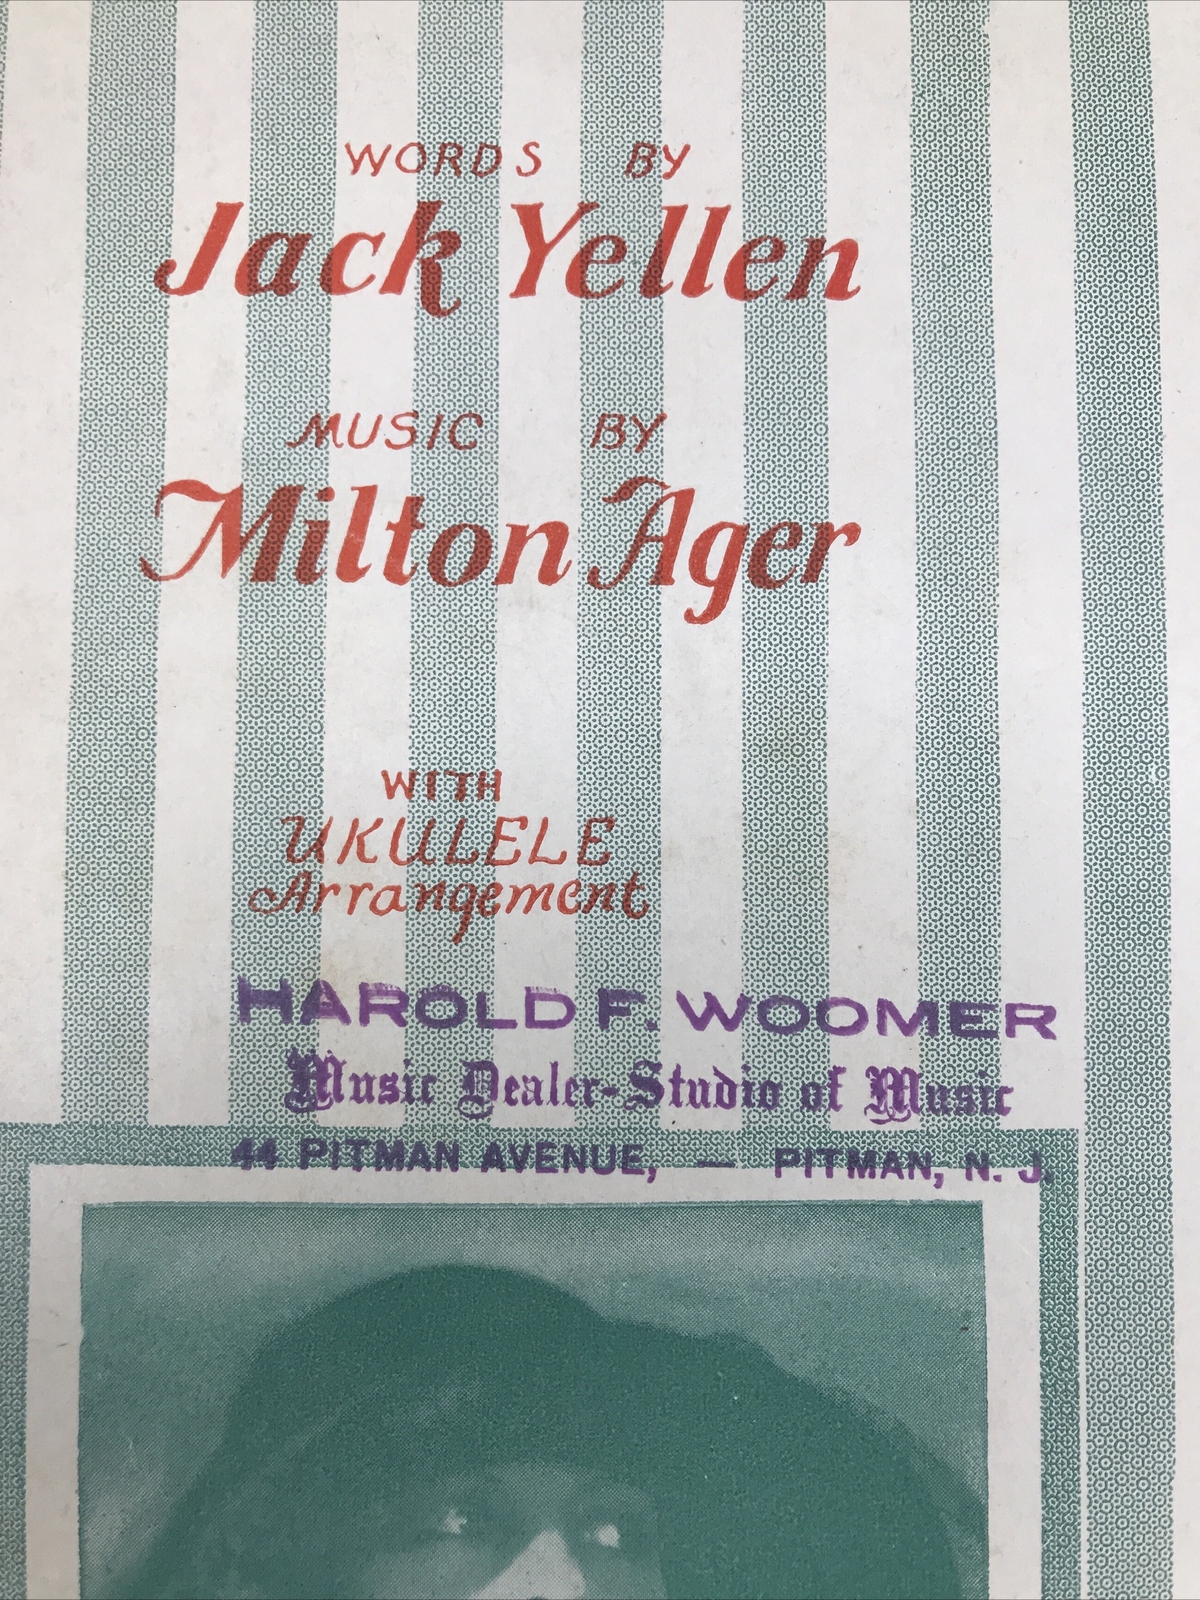 WORDS BY
Jack Yellen
MUSIC BY
Milton Ager
WITH
UKULELE
Arrangement
HAROLD F. WOOMER
Music Dealer-Studio of Music
44 PITMAN AVENUE, — PITMAN, N. J.